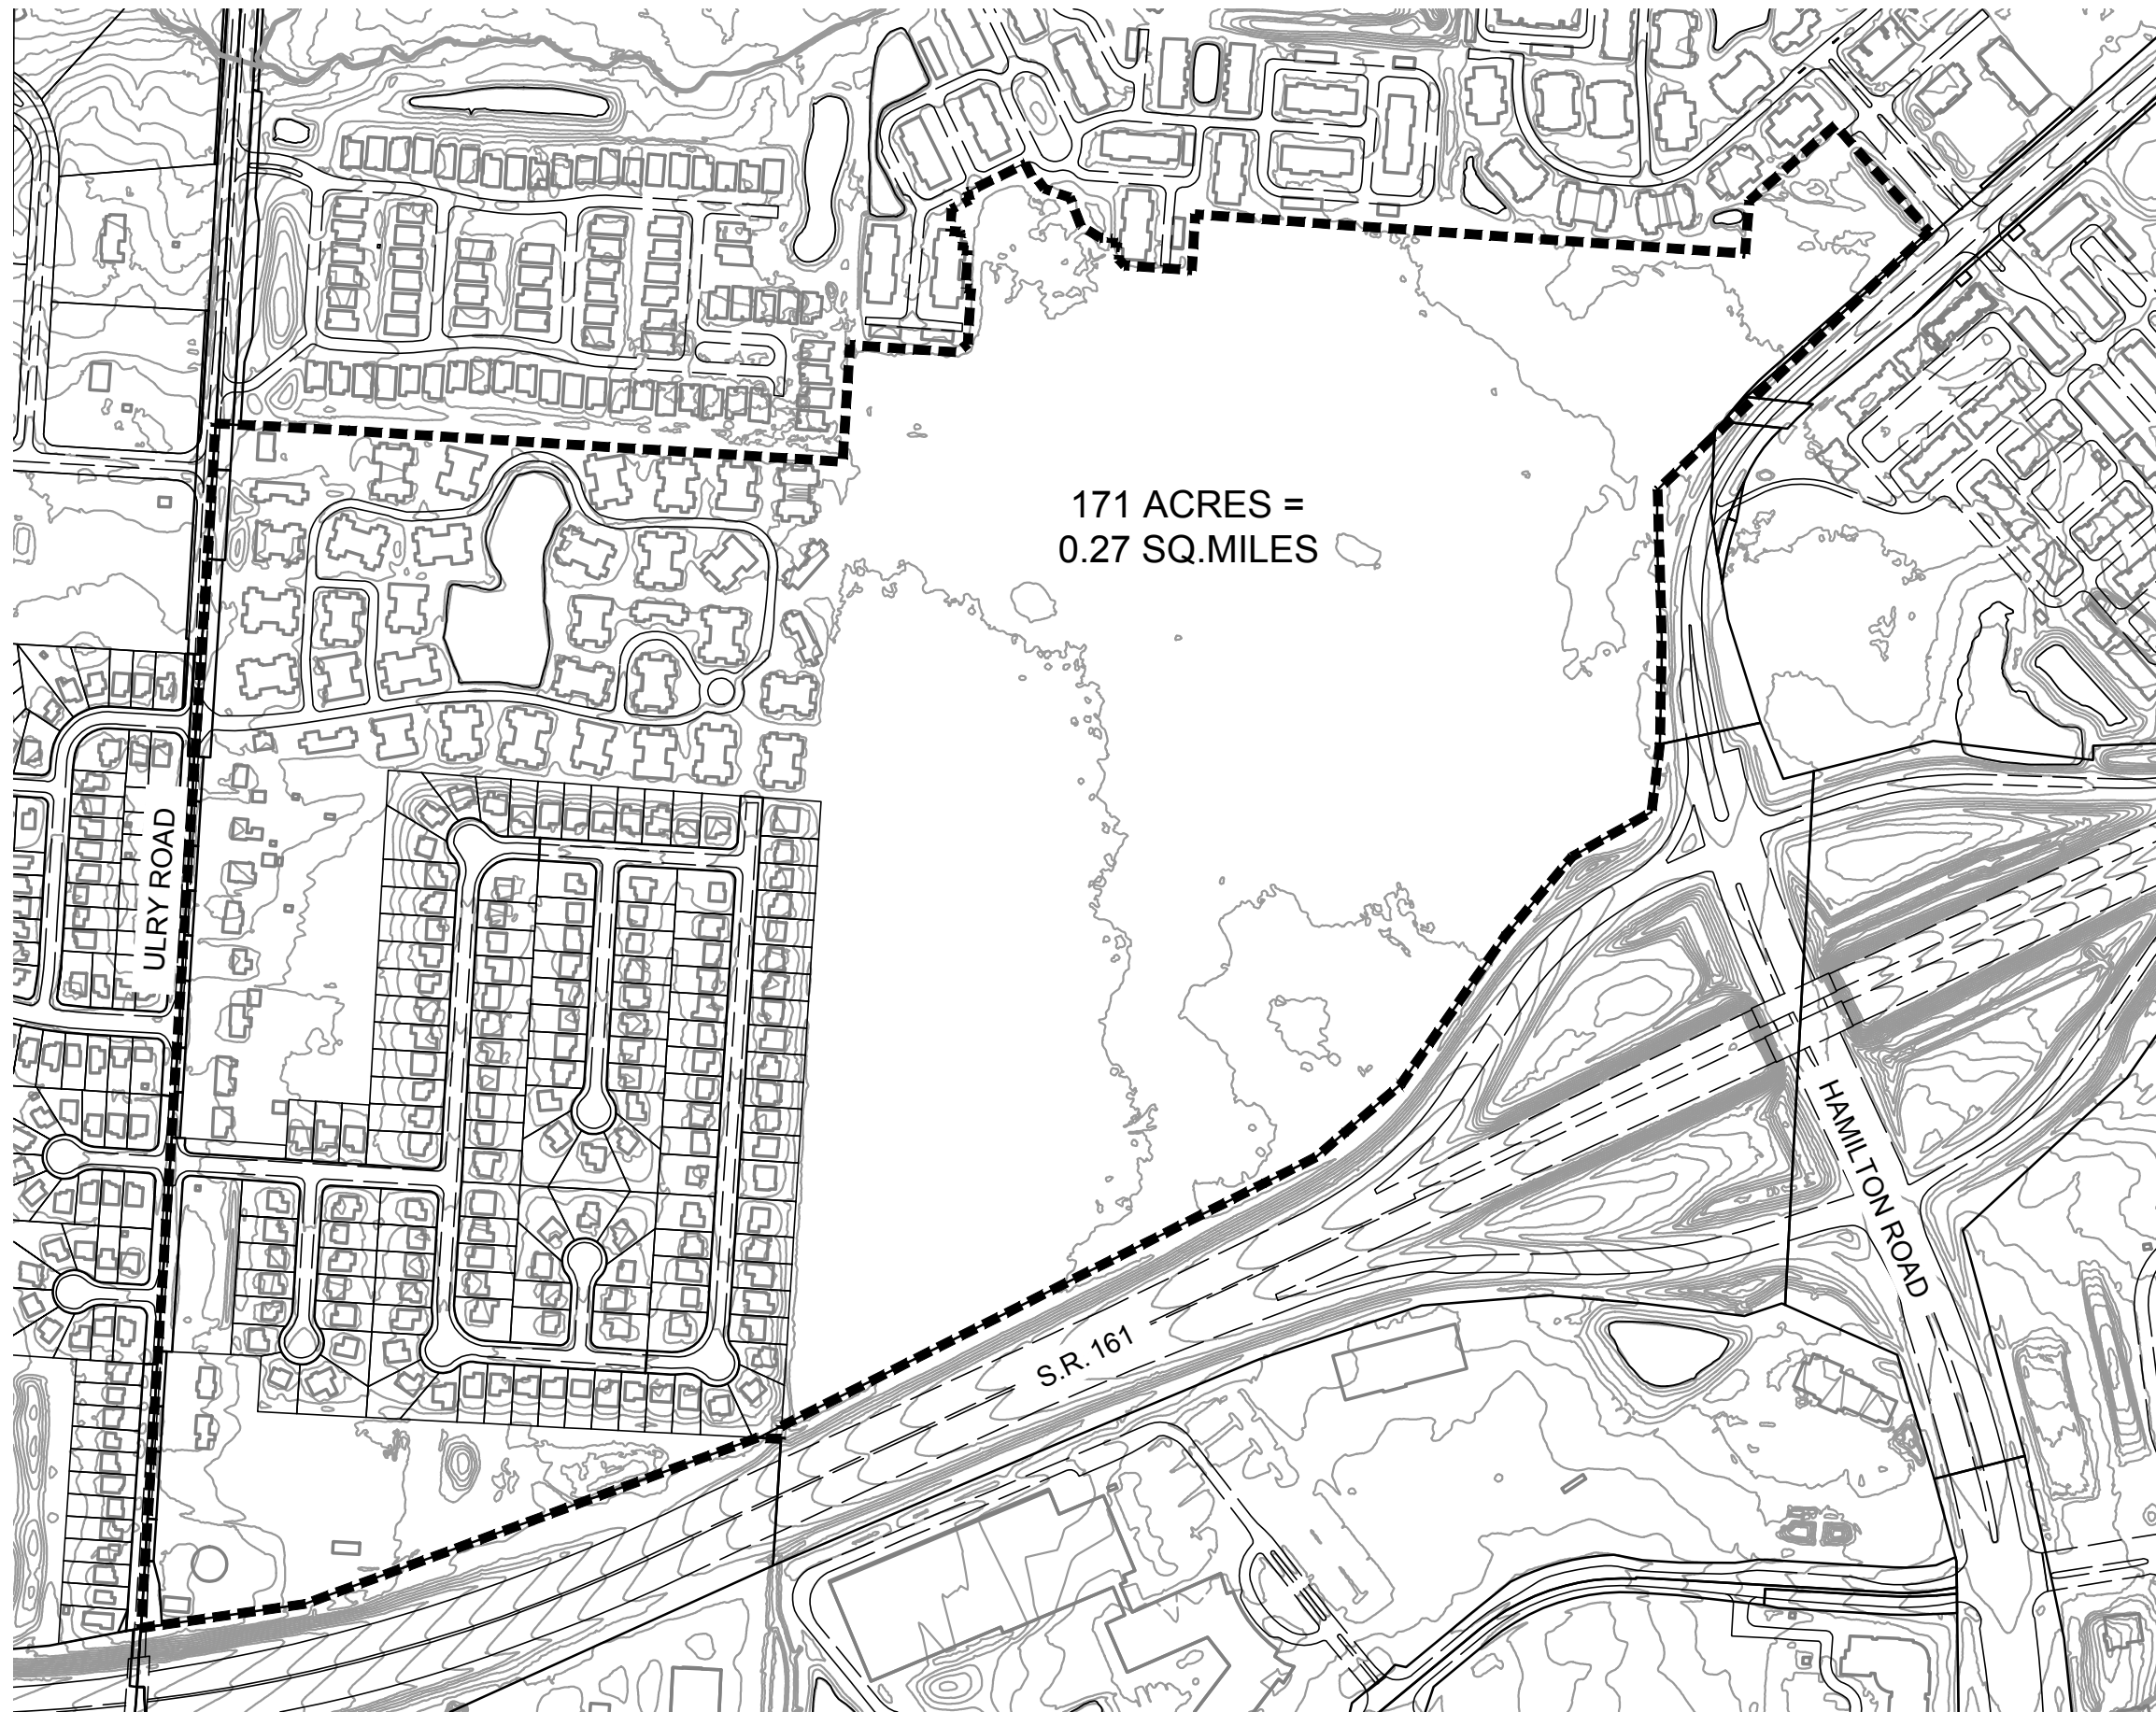 171 ACRES =
0.27 SQ.MILES
ULRY ROAD
HAMILTON ROAD
S.R. 161